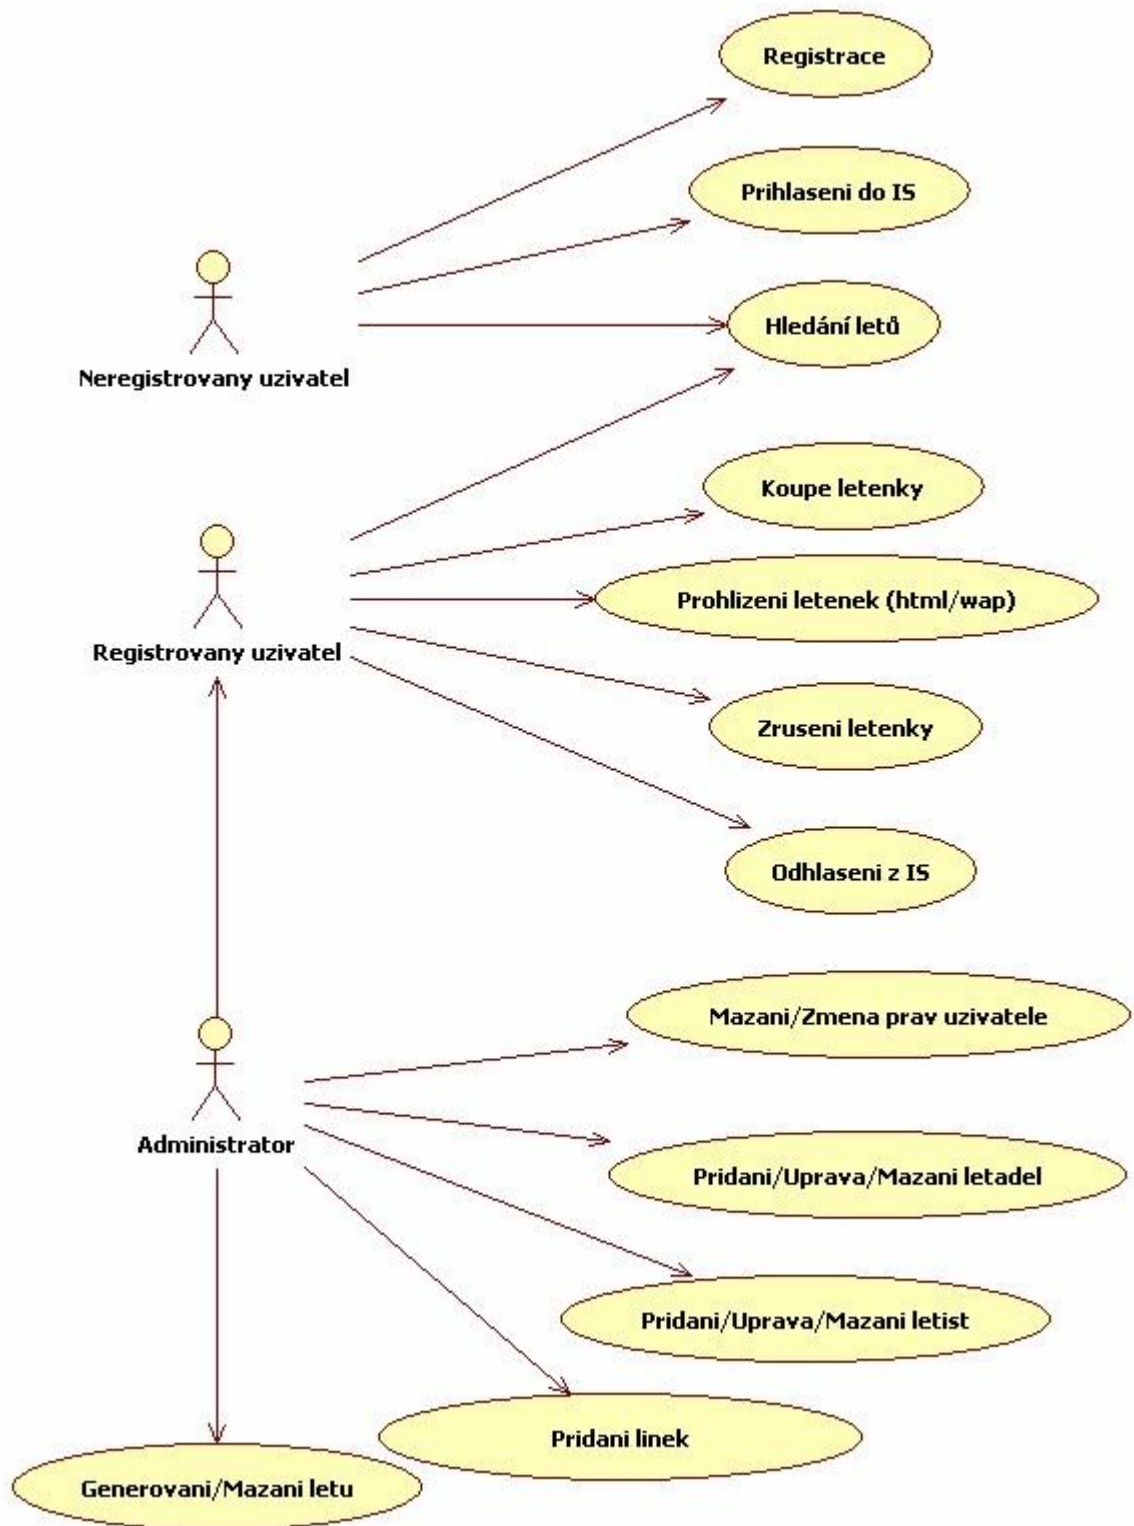 Registrace
Prihlaseni do IS
Hledání letů
Neregistrovany uzivatel
Koupe letenky
Prohlizeni letenek (html/wap)
Registrovany uzivatel
Zruseni letenky
Odhlaseni z IS
Mazani/Zmena prav uzivatele
Administrator
Pridani/Uprava/Mazani letadel
Pridani/Uprava/Mazani letist
Pridani linek
Generovani/Mazani letu